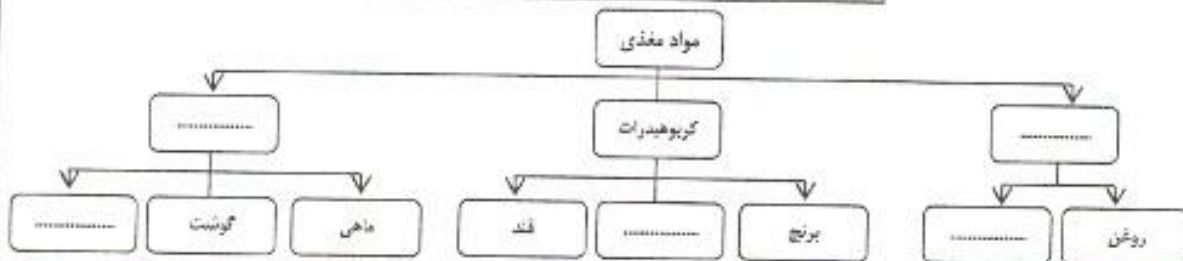 مواد مغذی
..............
کربوهیدرات
..............
روغن
..............
برنج
..............
قند
ماهی
گوشت
..............